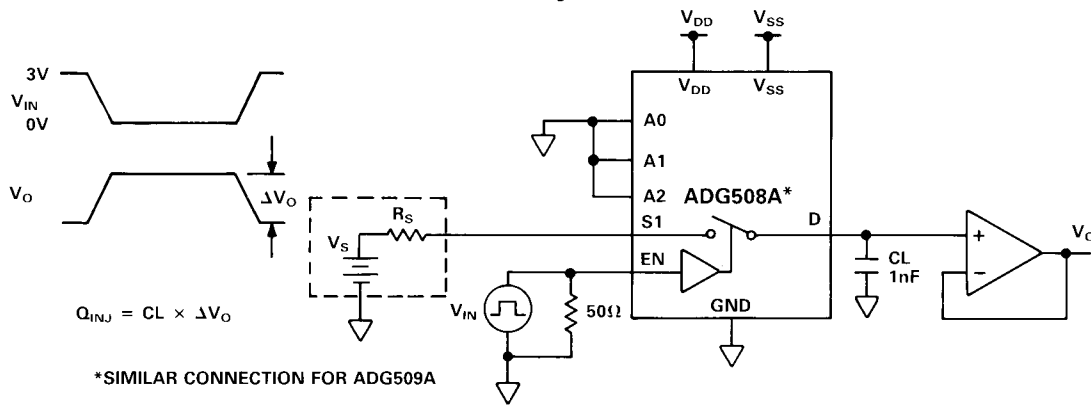 V_DD
V_SS
3V
V_IN
0V
V_DD
V_SS
A0
A1
A2
ADG508A*
S1
D
EN
GND
V_O
ΔV_O
R_S
V_S
V_IN
50Ω
CL
1nF
+
−
Q_INJ = CL × ΔV_O
*SIMILAR CONNECTION FOR ADG509A